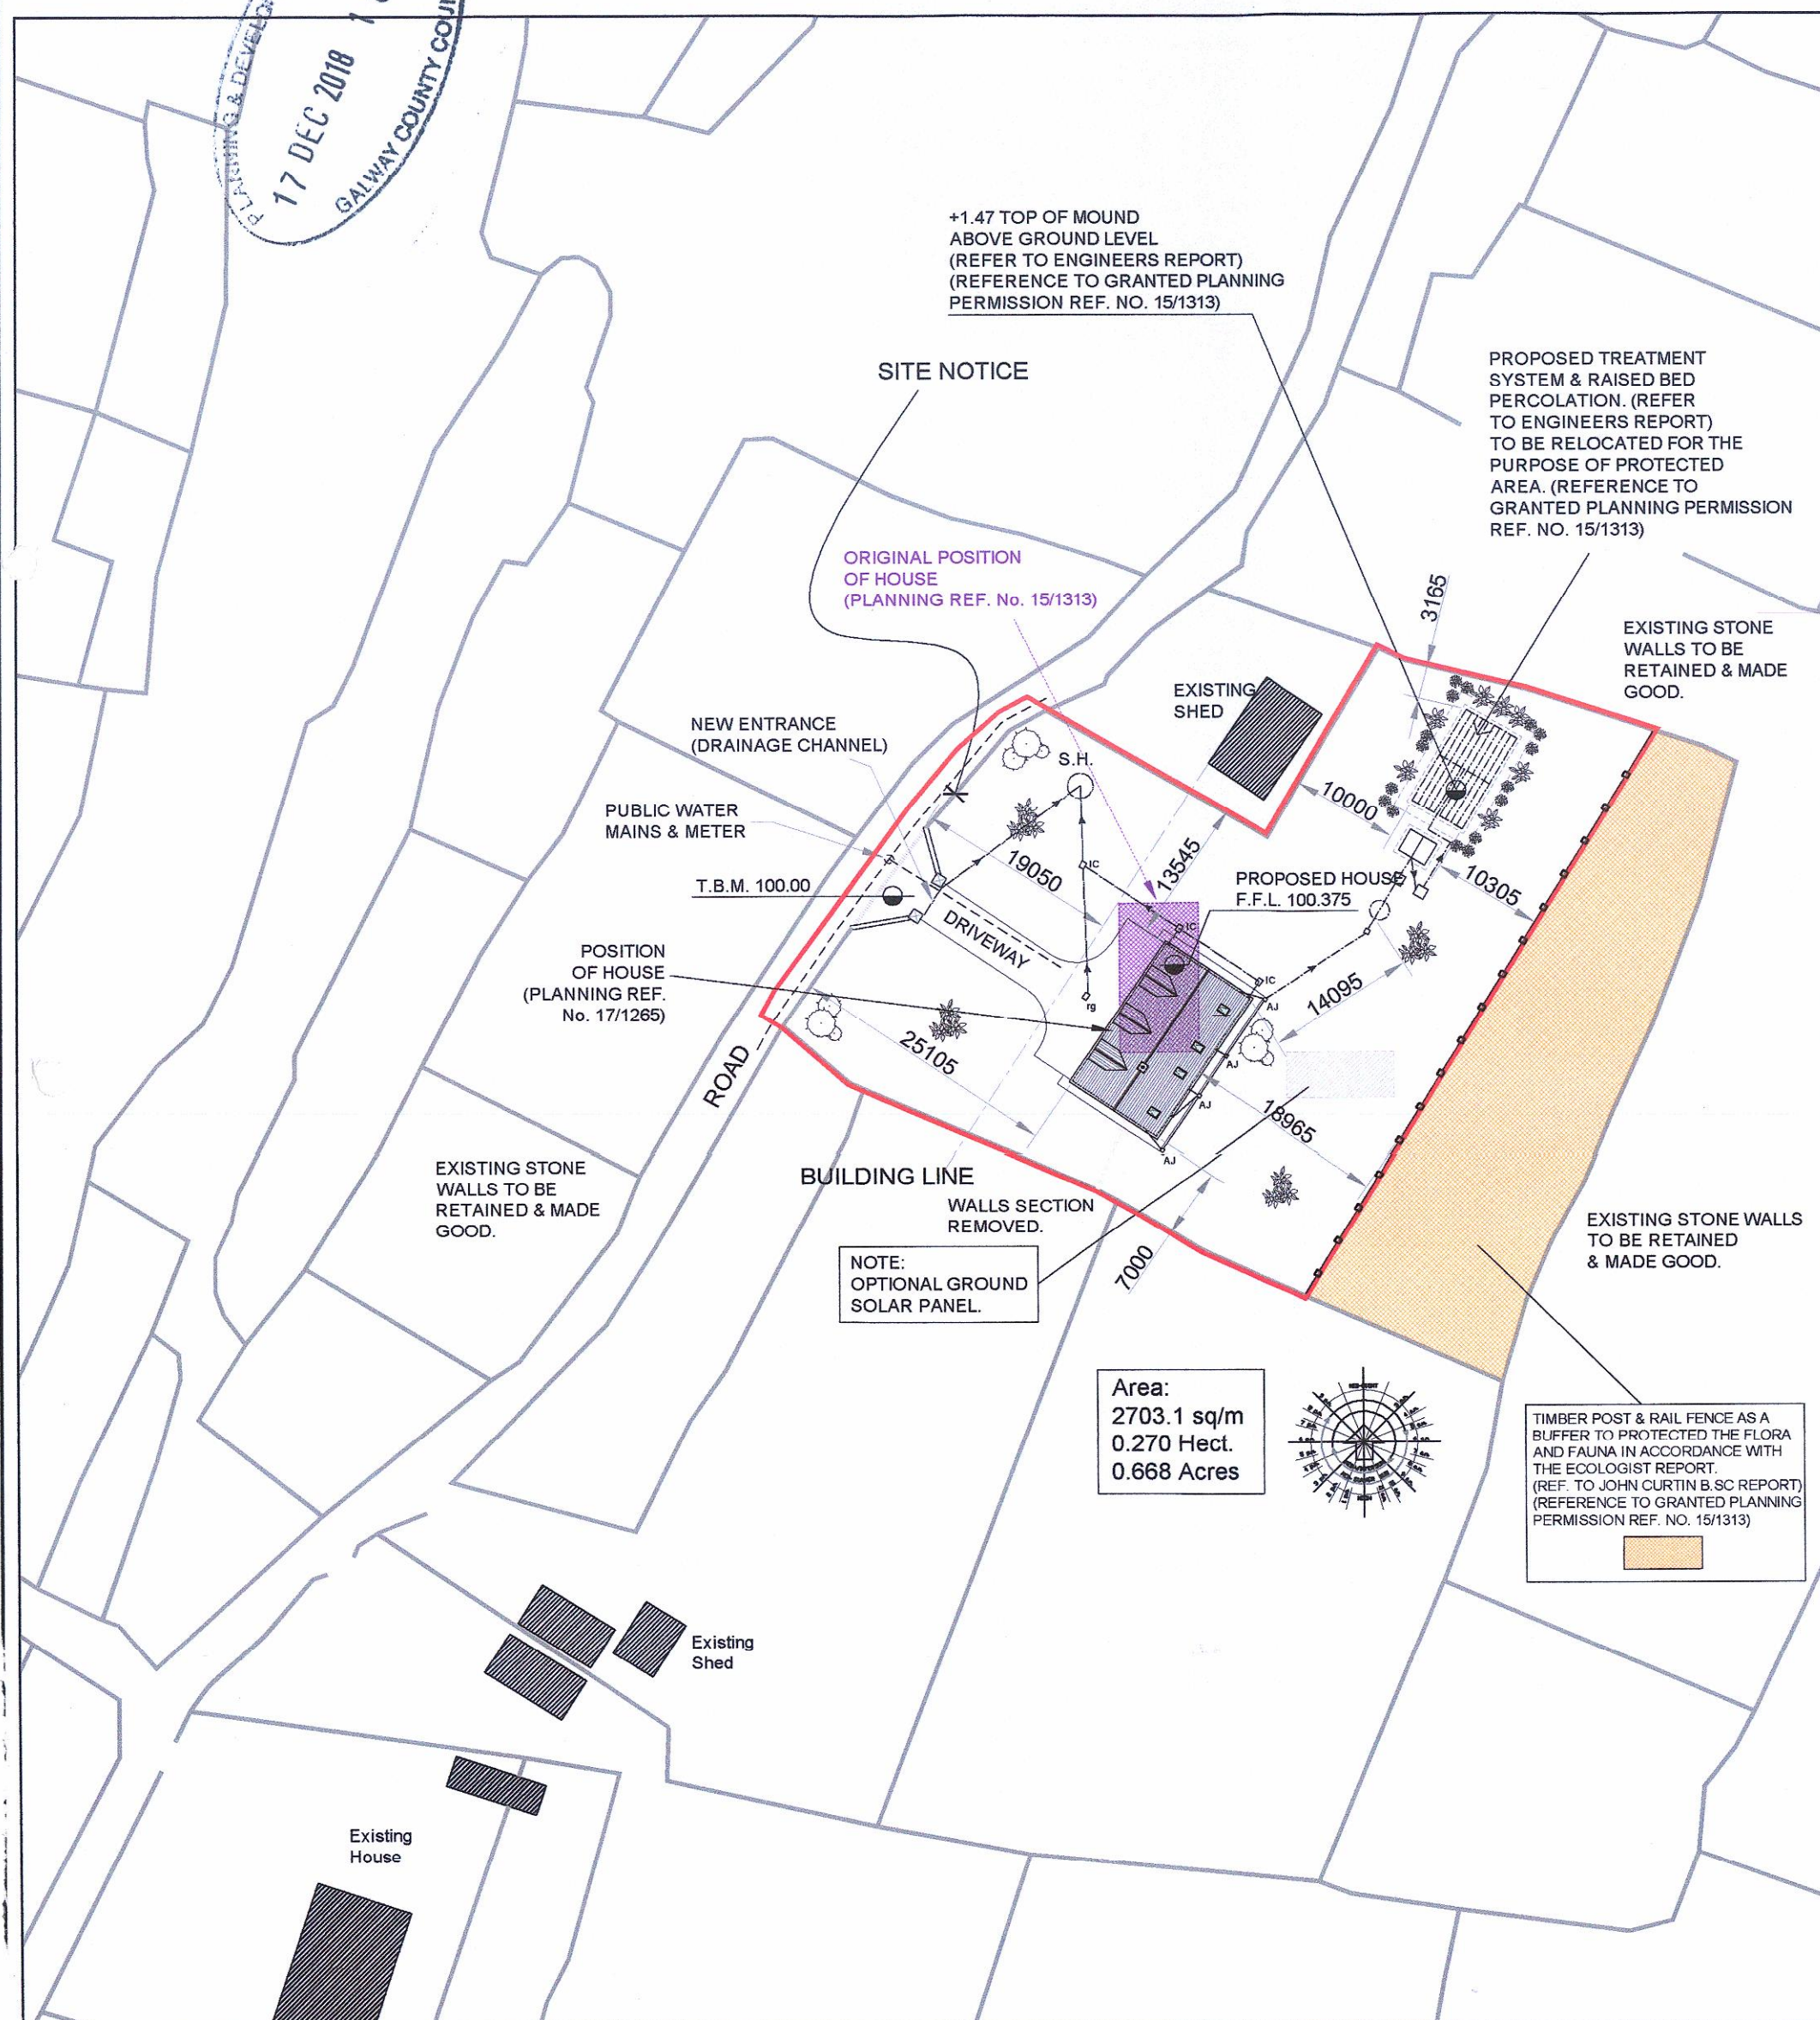 17 DEC 2018
GALWAY COUNTY
+1.47 TOP OF MOUND
ABOVE GROUND LEVEL
(REFER TO ENGINEERS REPORT)
(REFERENCE TO GRANTED PLANNING
PERMISSION REF. NO. 15/1313)
SITE NOTICE
PROPOSED TREATMENT
SYSTEM & RAISED BED
PERCOLATION. (REFER
TO ENGINEERS REPORT)
TO BE RELOCATED FOR THE
PURPOSE OF PROTECTED
AREA. (REFERENCE TO
GRANTED PLANNING PERMISSION
REF. NO. 15/1313)
ORIGINAL POSITION
OF HOUSE
(PLANNING REF. No. 15/1313)
3165
EXISTING STONE
WALLS TO BE
RETAINED & MADE
GOOD.
EXISTING
SHED
NEW ENTRANCE
(DRAINAGE CHANNEL)
S.H.
PUBLIC WATER
MAINS & METER
10000
19050
IC
13545
T.B.M. 100.00
PROPOSED HOUSE
F.F.L. 100.375
10305
DRIVEWAY
IC
POSITION
OF HOUSE
(PLANNING REF.
No. 17/1265)
IC
rg
AJ
14095
25105
ROAD
AJ
AJ
18965
AJ
EXISTING STONE
WALLS TO BE
RETAINED & MADE
GOOD.
BUILDING LINE
WALLS SECTION
REMOVED.
NOTE:
OPTIONAL GROUND
SOLAR PANEL.
7000
EXISTING STONE WALLS
TO BE RETAINED
& MADE GOOD.
Area:
2703.1 sq/m
0.270 Hect.
0.668 Acres
TIMBER POST & RAIL FENCE AS A
BUFFER TO PROTECTED THE FLORA
AND FAUNA IN ACCORDANCE WITH
THE ECOLOGIST REPORT.
(REF. TO JOHN CURTIN B.SC REPORT)
(REFERENCE TO GRANTED PLANNING
PERMISSION REF. NO. 15/1313)
Existing
Shed
Existing
House